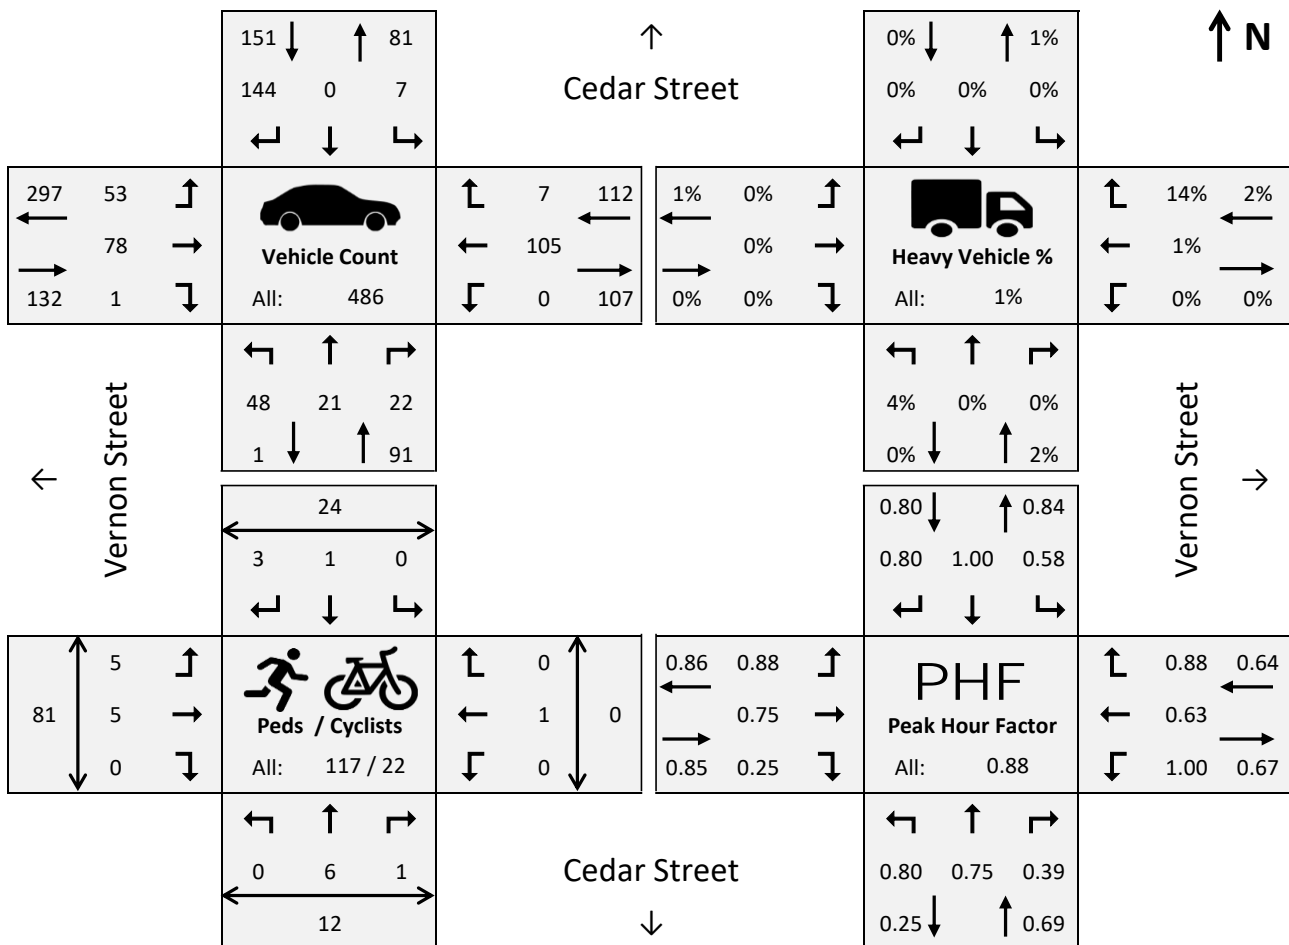 151 81 0% 1% N
144 0 7 Cedar Street 0% 0% 0%
297 53 7 112 1% 0% 14% 2%
78 Vehicle Count 105 0% Heavy Vehicle % 1%
132 1 All: 486 0 107 0% 0% All: 1% 0% 0%
48 21 22 4% 0% 0%
1 91 0% 2%
Vernon Street
Vernon Street
24 0.80 0.84
3 1 0 0.80 1.00 0.58
5 0 0.86 0.88 PHF 0.88 0.64
81 5 Peds / Cyclists 1 0 0.75 Peak Hour Factor 0.63
0 All: 117 / 22 0 0.85 0.25 All: 0.88 1.00 0.67
0 6 1 Cedar Street 0.80 0.75 0.39
12 0.25 0.69